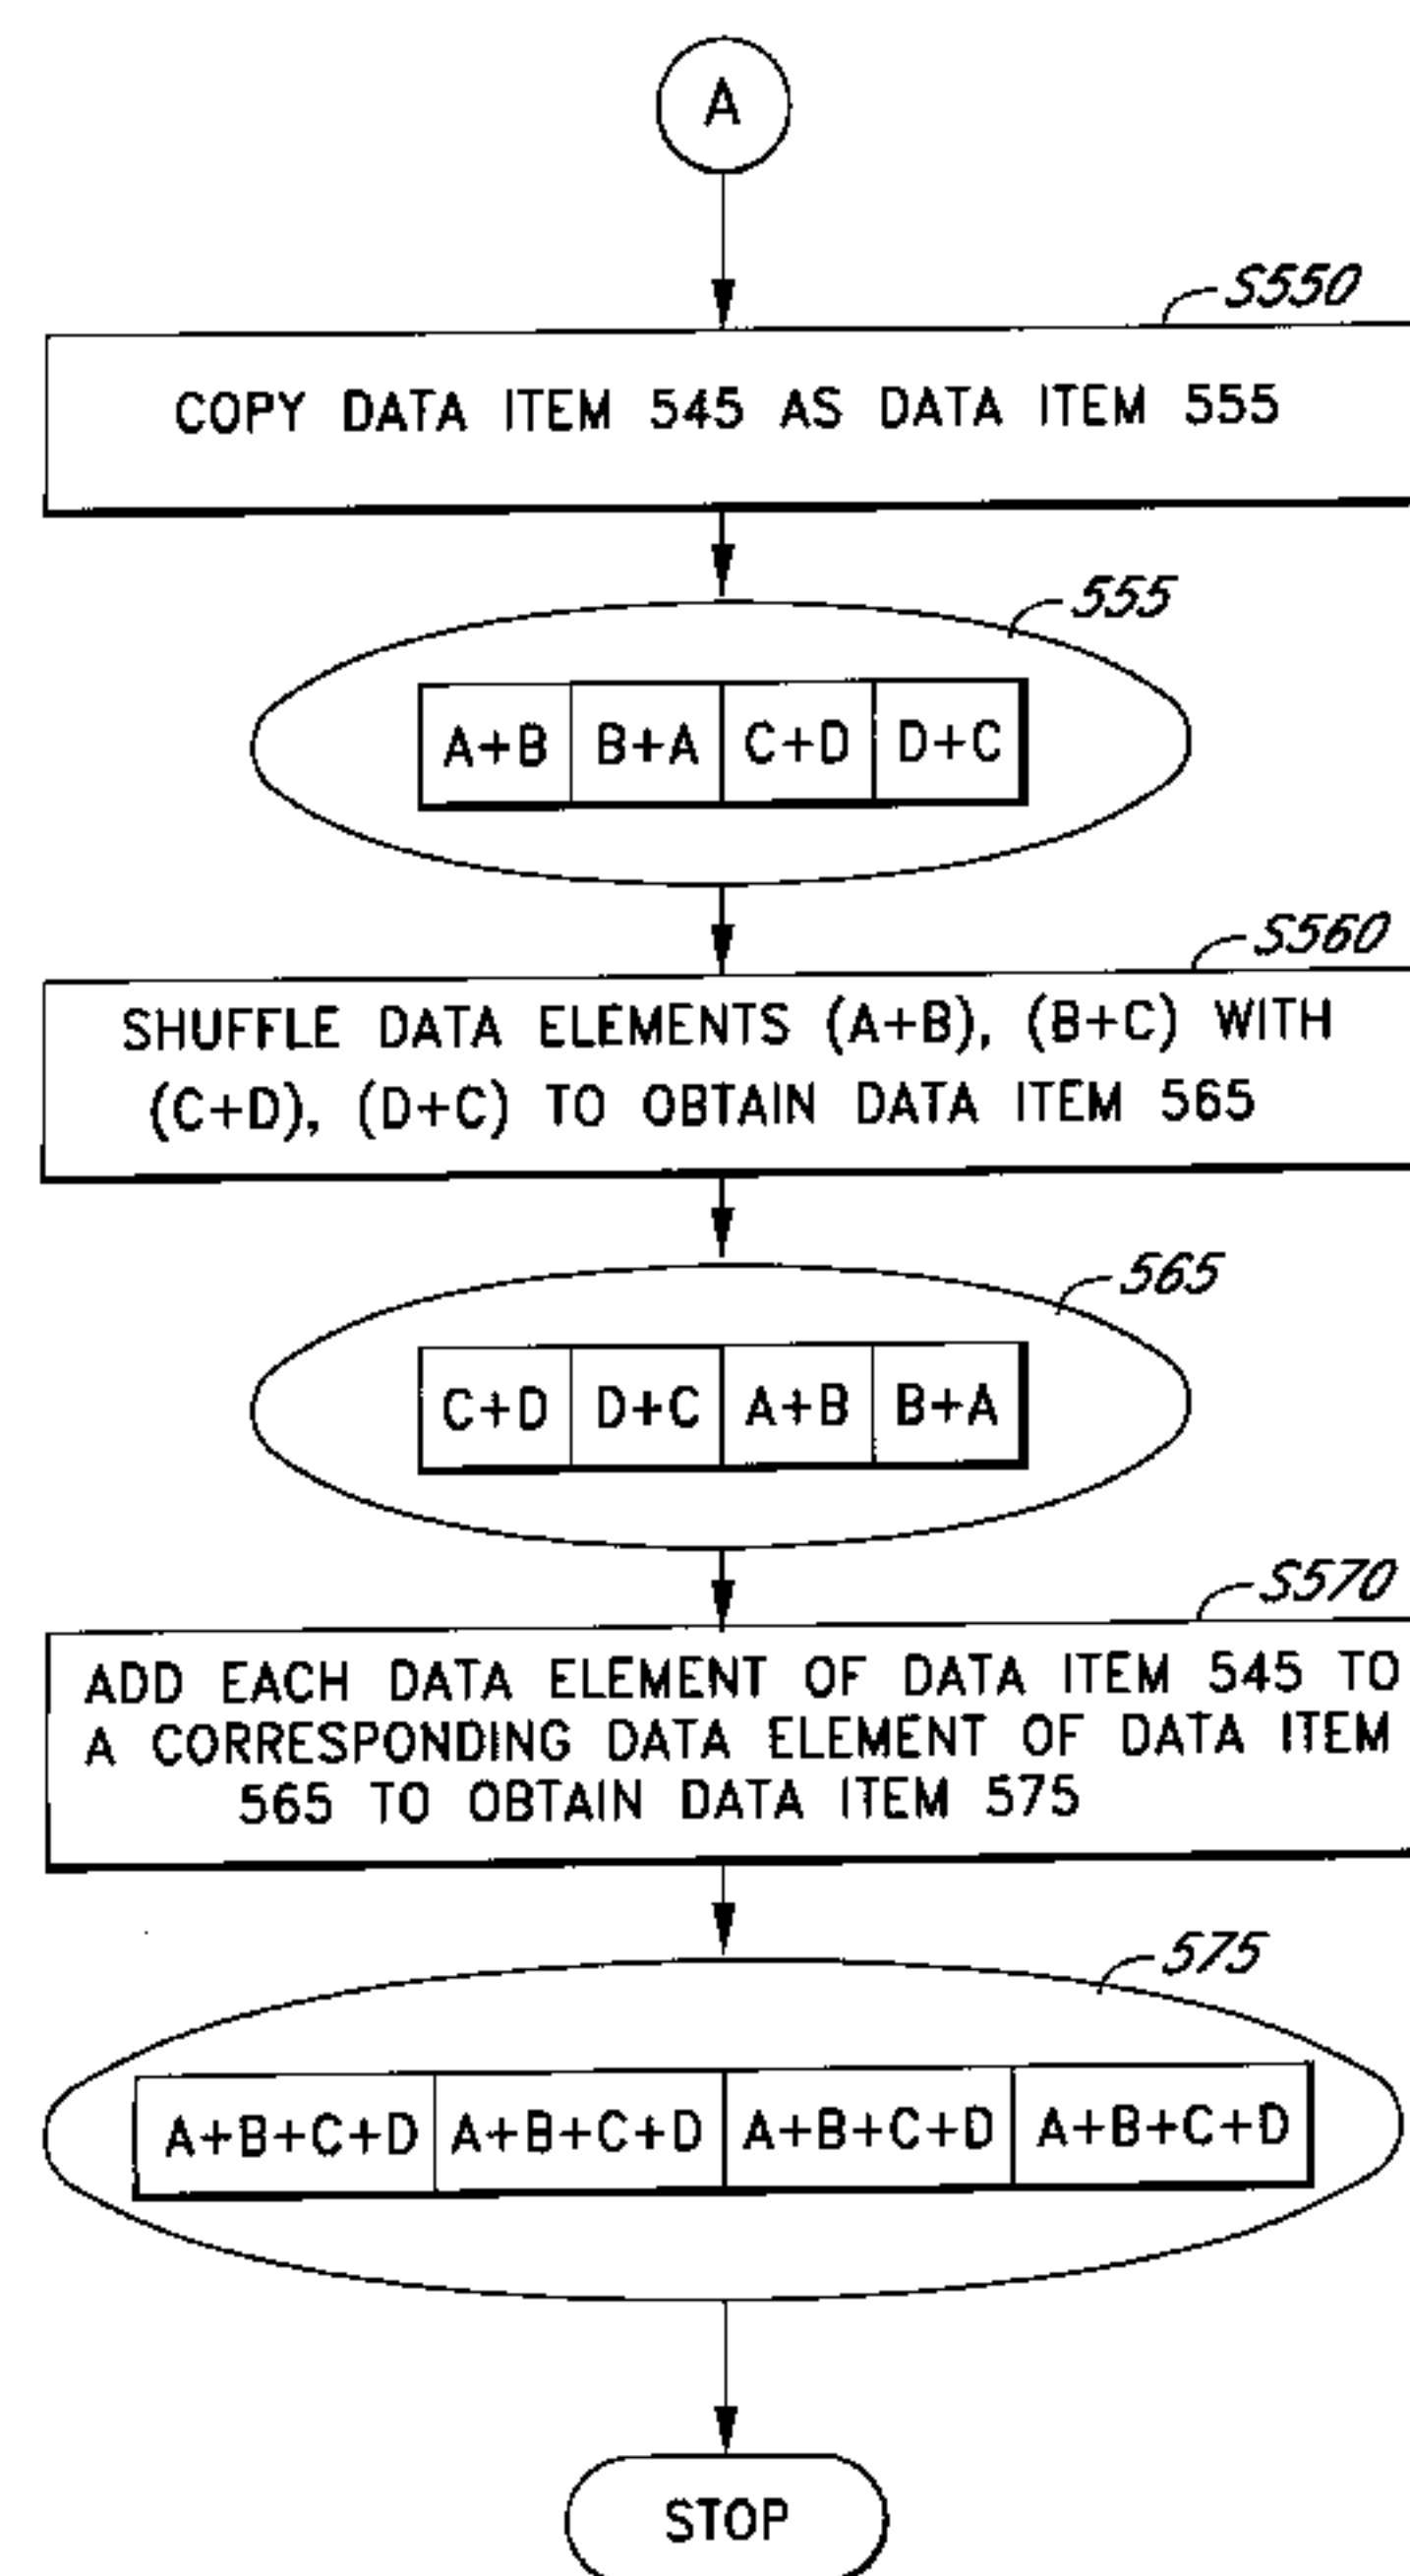 A
S550
COPY DATA ITEM 545 AS DATA ITEM 555
555
A+B B+A C+D D+C
S560
SHUFFLE DATA ELEMENTS (A+B), (B+C) WITH
(C+D), (D+C) TO OBTAIN DATA ITEM 565
565
C+D D+C A+B B+A
S570
ADD EACH DATA ELEMENT OF DATA ITEM 545 TO
A CORRESPONDING DATA ELEMENT OF DATA ITEM
565 TO OBTAIN DATA ITEM 575
575
A+B+C+D A+B+C+D A+B+C+D A+B+C+D
STOP